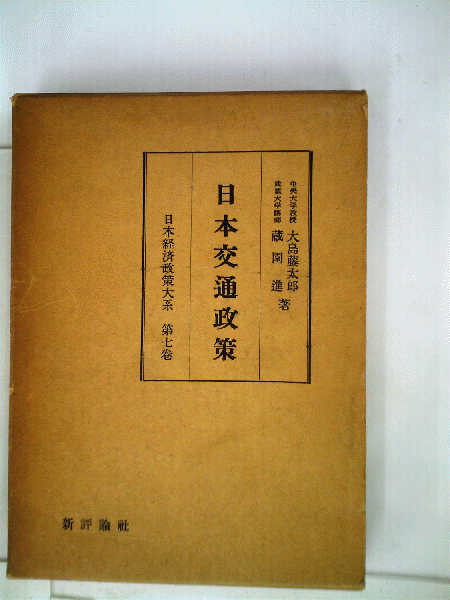 中央大学教授 大島藤太郎
武蔵大学講師 蔵園進 著
日本交通政策
日本経済政策大系 第七巻
新評論社